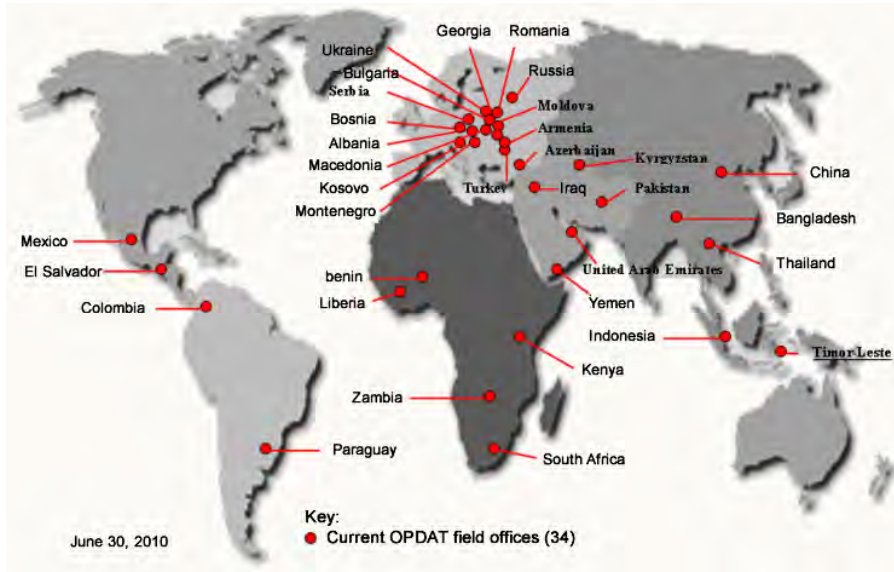 Georgia
Romania
Ukraine
Bulgaria
Russia
Serbia
Moldova
Bosnia
Armenia
Albania
Azerbaijan
Kyrgyzstan
Macedonia
China
Kosovo
Turkey
Iraq
Pakistan
Montenegro
Bangladesh
Mexico
Thailand
El Salvador
benin
United Arab Emirates
Liberia
Yemen
Colombia
Indonesia
Timor-Leste
Kenya
Zambia
Paraguay
South Africa
Key:
June 30, 2010
Current OPDAT field offices (34)